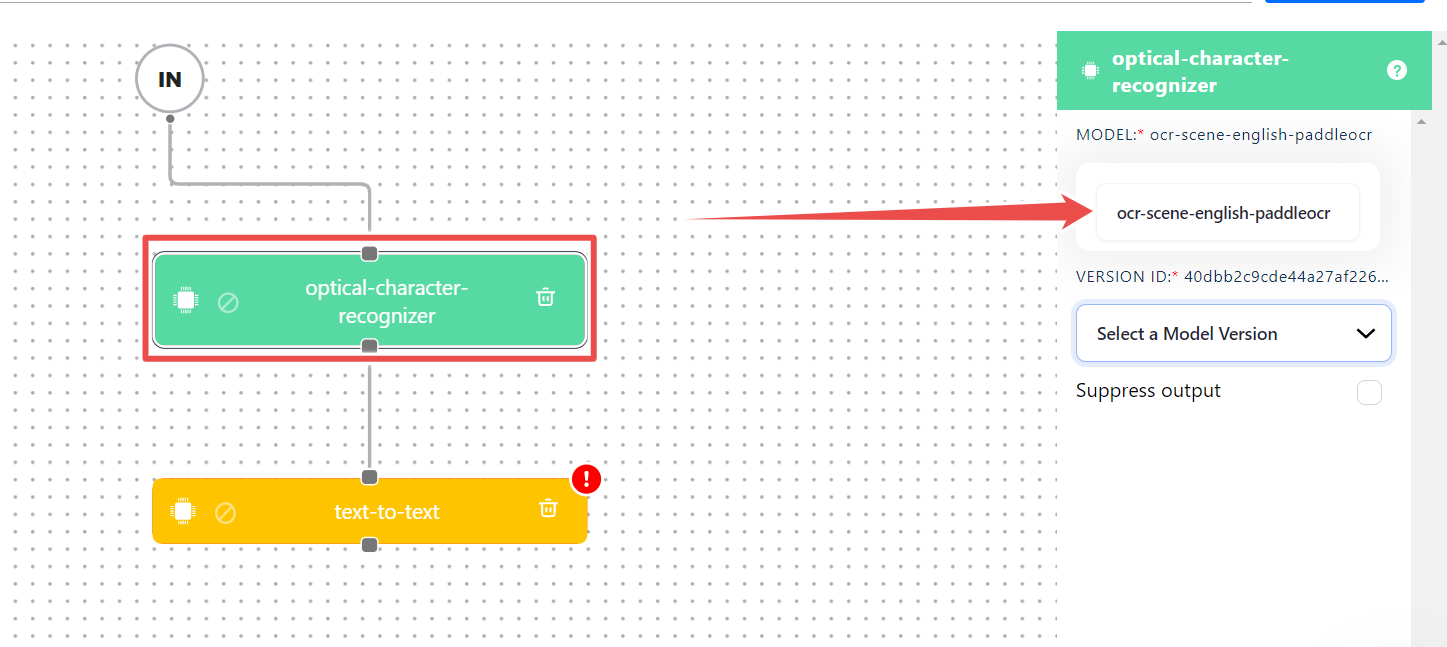 IN
optical-character-
recognizer
text-to-text
!
optical-character-
recognizer
?
MODEL:* ocr-scene-english-paddleocr
ocr-scene-english-paddleocr
VERSION ID:* 40dbb2c9cde44a27af226...
Select a Model Version
Suppress output